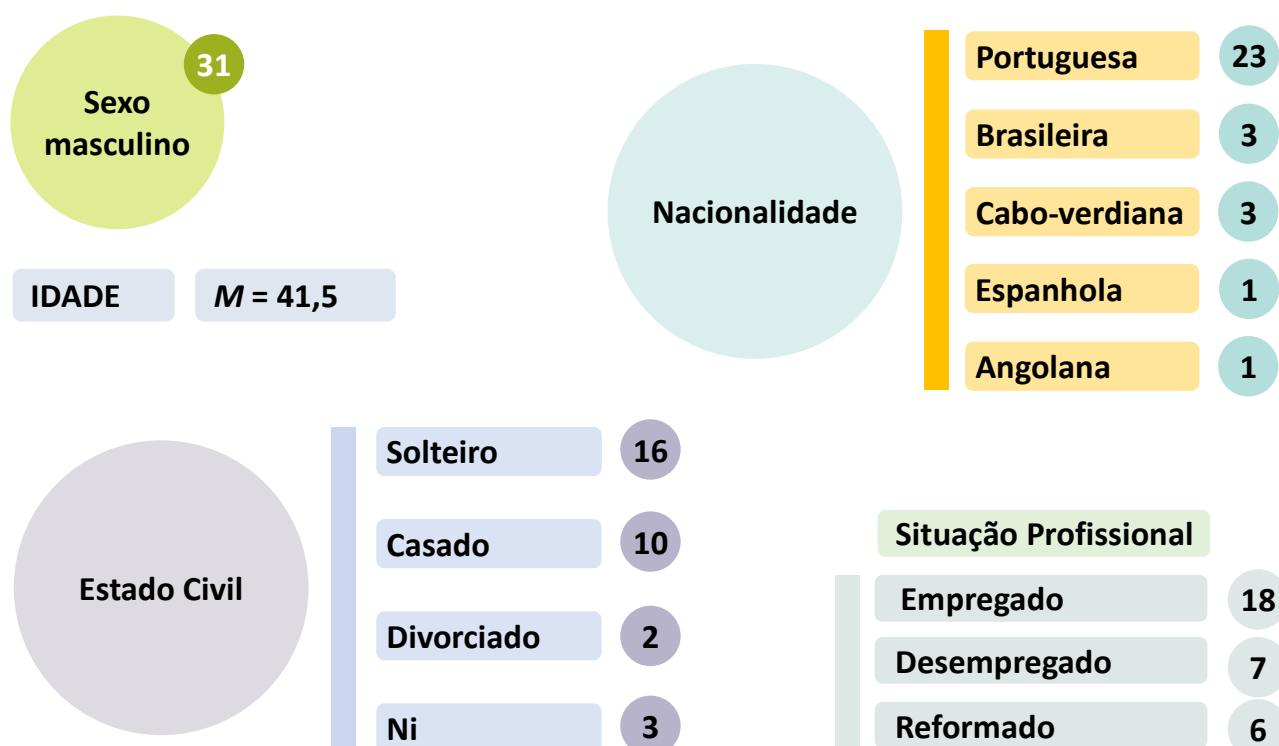 31
Sexo
masculino
IDADE
M = 41,5
Nacionalidade
Portuguesa 23
Brasileira 3
Cabo-verdiana 3
Espanhola 1
Angolana 1
Estado Civil
Solteiro 16
Casado 10
Divorciado 2
Ni 3
Situação Profissional
Empregado 18
Desempregado 7
Reformado 6